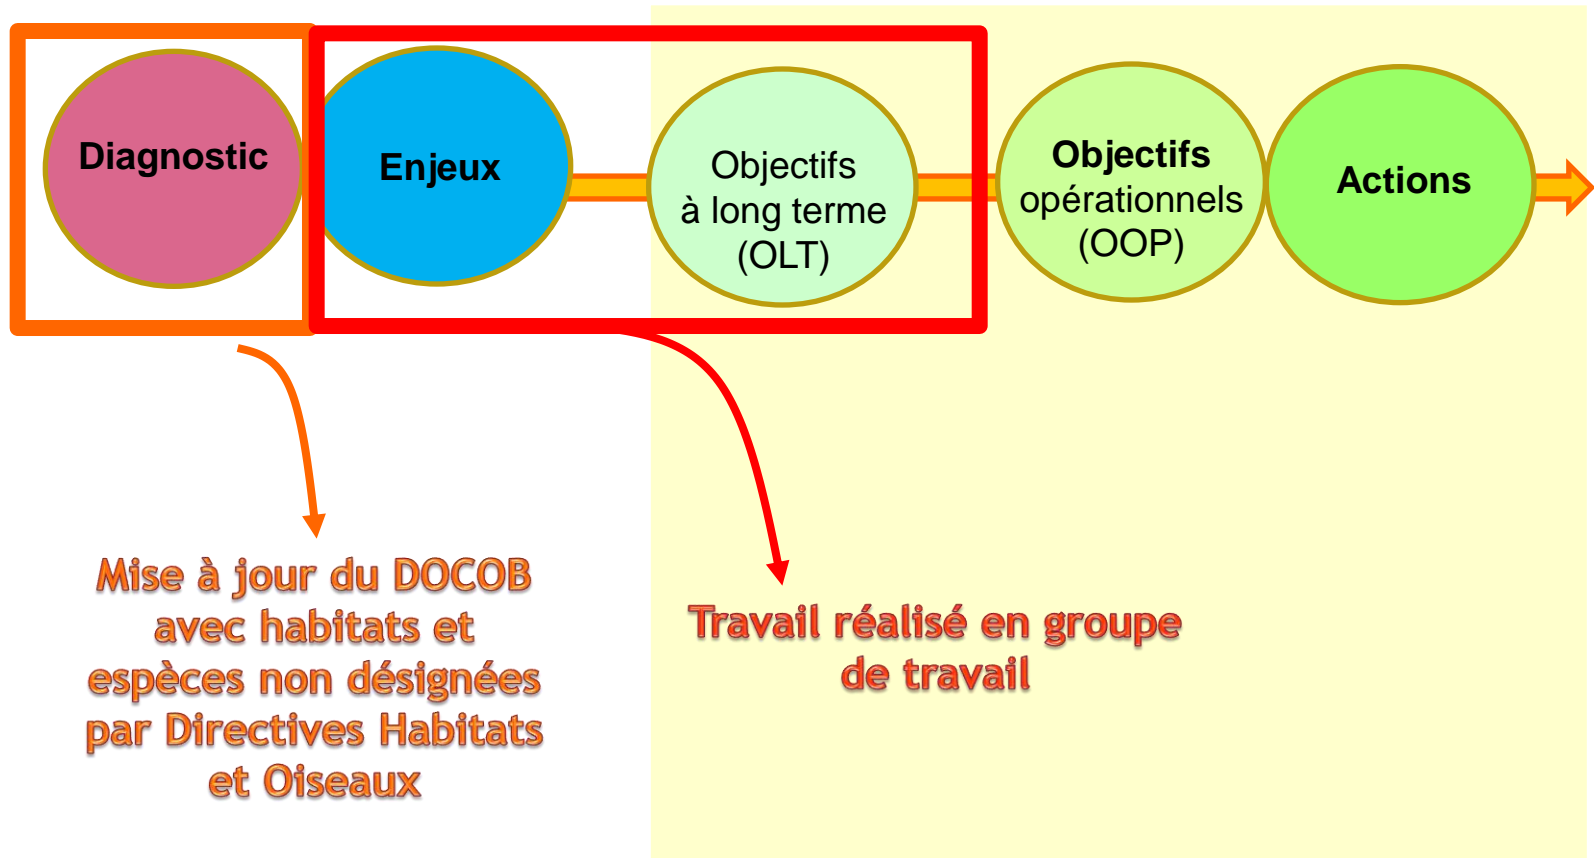 Diagnostic
Enjeux
Objectifs
à long terme
(OLT)
Objectifs
opérationnels
(OOP)
Actions
Mise à jour du DOCOB
avec habitats et
espèces non désignées
par Directives Habitats
et Oiseaux
Travail réalisé en groupe
de travail